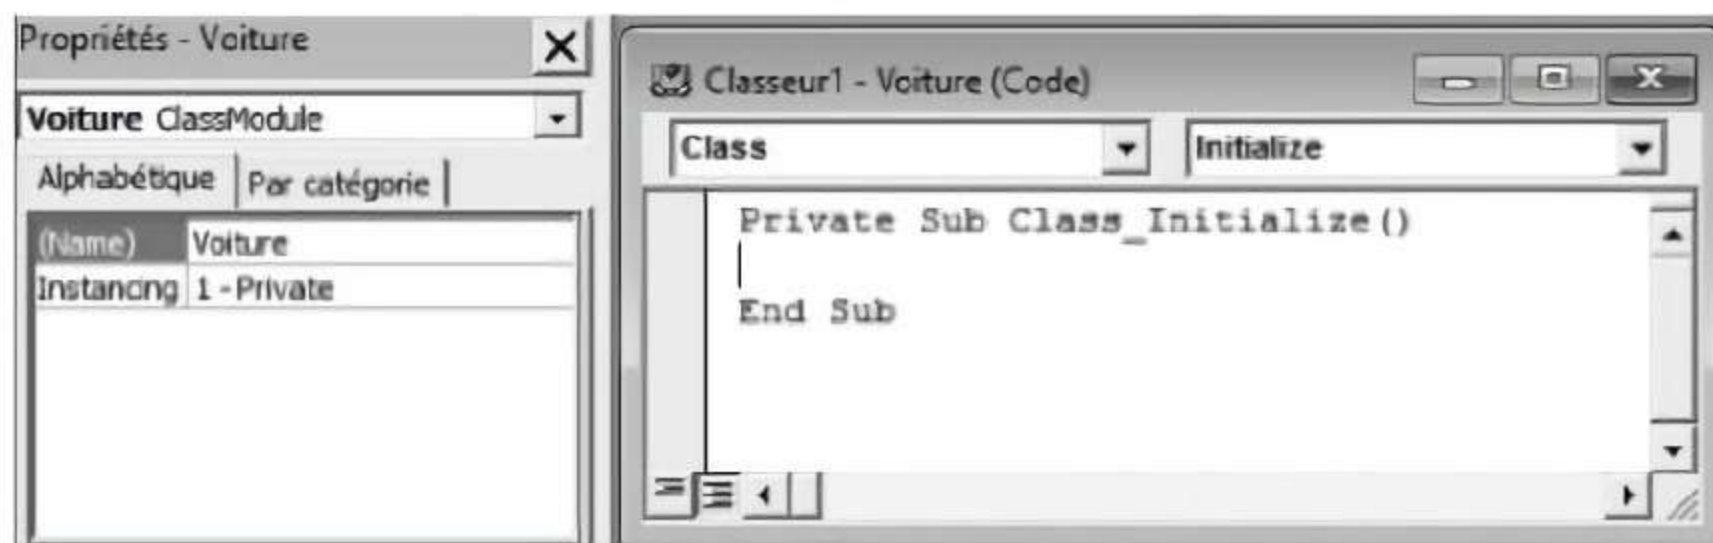 Propriétés - Voiture
Voiture ClassModule
Alphabétique Par catégorie
(Name) Voiture
Instancing 1 - Private
Classeur1 - Voiture (Code)
Class Initialize
Private Sub Class_Initialize()
End Sub